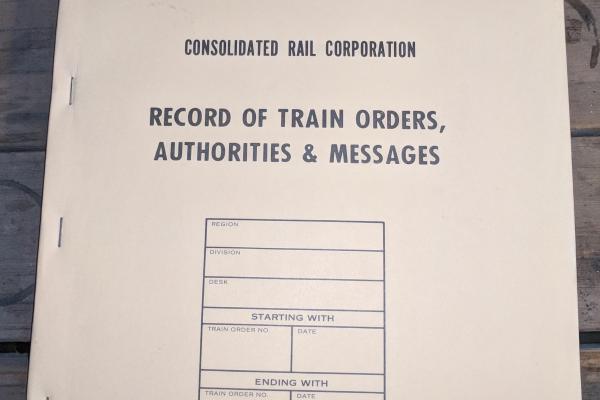 CONSOLIDATED RAIL CORPORATION
RECORD OF TRAIN ORDERS,
AUTHORITIES & MESSAGES
REGION
DIVISION
DESK
STARTING WITH
TRAIN ORDER NO. DATE
ENDING WITH
TRAIN ORDER NO. DATE